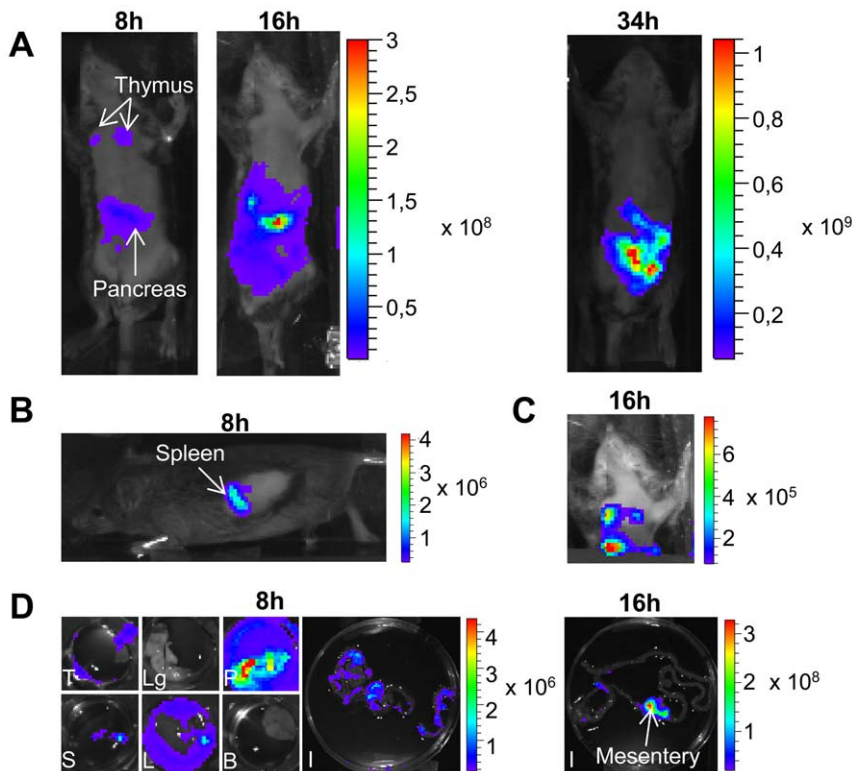 A
8h
16h
34h
Thymus
Pancreas
3
2,5
2
1,5
1
0,5
x 10⁸
1
0,8
0,6
0,4
0,2
x 10⁹
B
8h
Spleen
4
3
2
1
x 10⁶
C
16h
6
4
2
x 10⁵
D
8h
T
Lg
P
S
L
B
I
4
3
2
1
x 10⁶
16h
I
Mesentery
3
2
1
x 10⁸